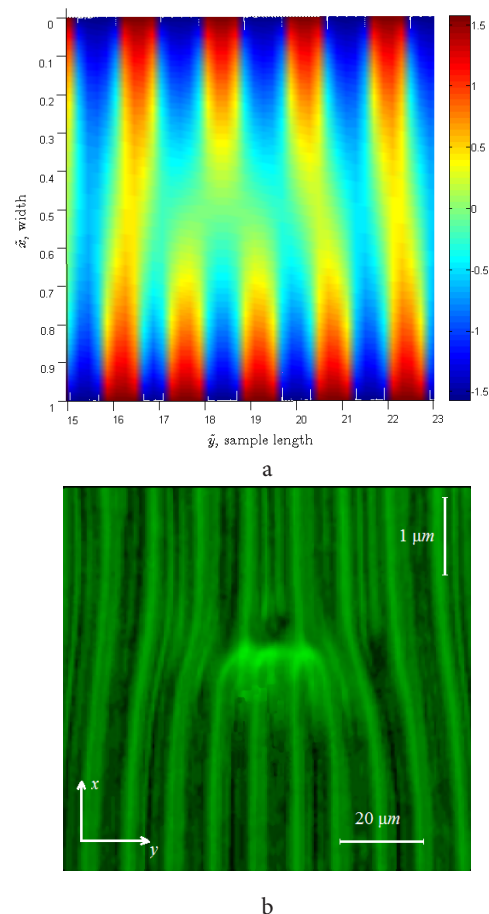 0
0.1
0.2
0.3
0.4
0.5
0.6
0.7
0.8
0.9
1
x̃, width
15 16 17 18 19 20 21 22 23
ỹ, sample length
1.5
1
0.5
0
-0.5
-1
-1.5
a
1 μm
x
y
20 μm
b